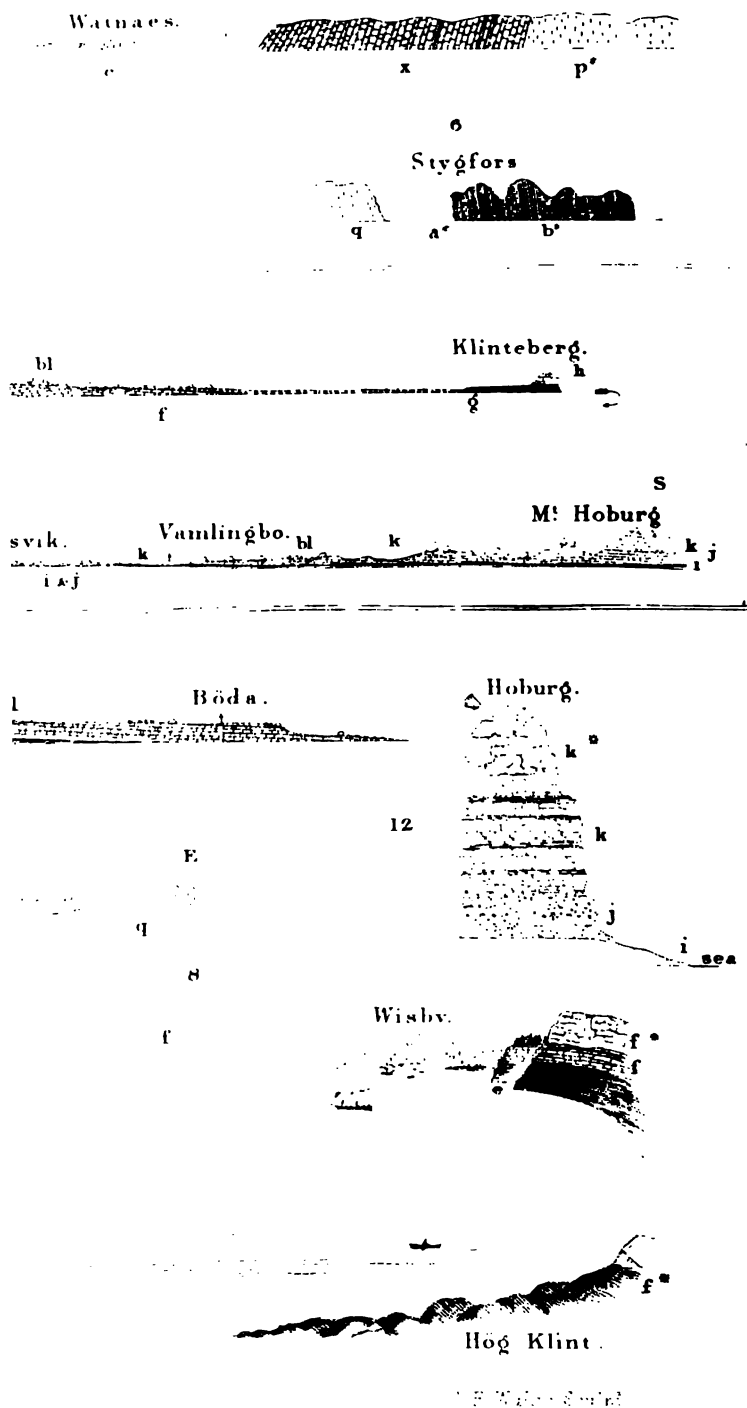 Watnaes.
c x p*
6
Stygfors
q a* b*
Klinteberg.
bl h
f g
S
Mt Hoburg
svik. Vamlingbo.
k bl k k j
i & j i
l Böda. Hoburg.
k*
12 k
E
q j
i sea
8
f Wisby.
f*
f
e
f*
Hög Klint.